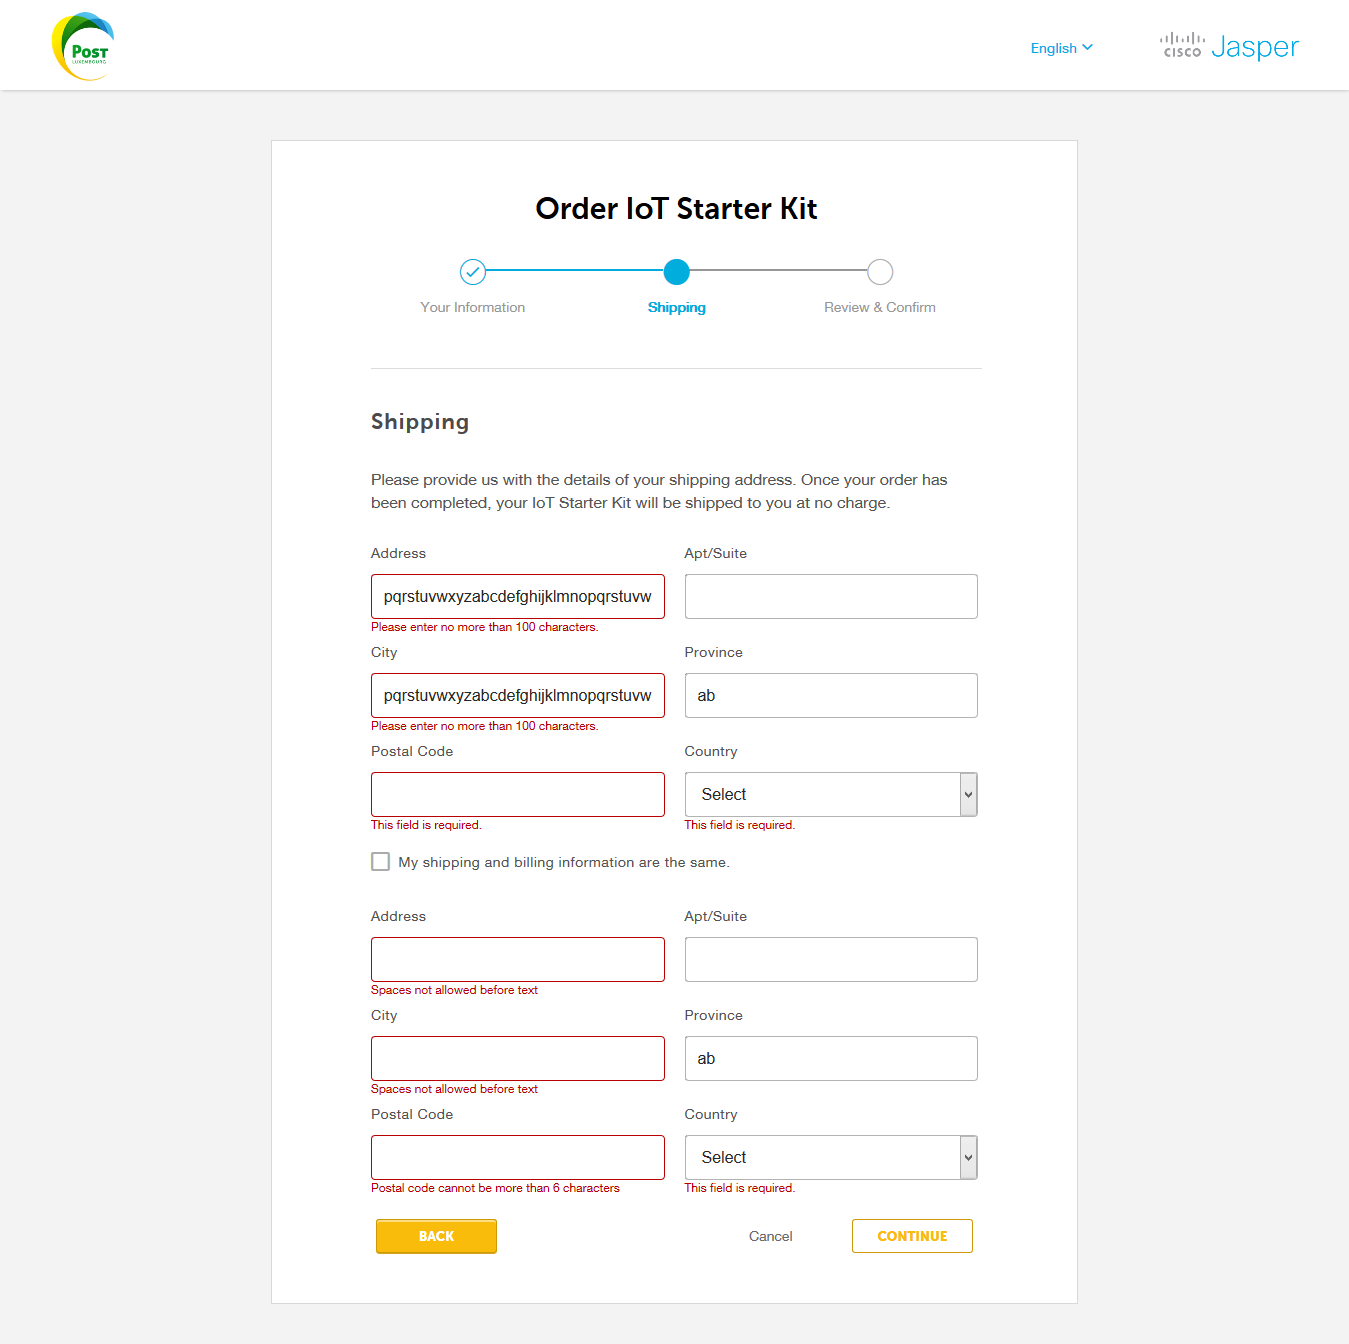 POST
LUXEMBOURG
English
CISCO Jasper
Order IoT Starter Kit
Your Information
Shipping
Review & Confirm
Shipping
Please provide us with the details of your shipping address. Once your order has
been completed, your IoT Starter Kit will be shipped to you at no charge.
Address
Apt/Suite
pqrstuvwxyzabcdefghijklmnopqrstuvw
Please enter no more than 100 characters.
City
Province
pqrstuvwxyzabcdefghijklmnopqrstuvw
ab
Please enter no more than 100 characters.
Postal Code
Country
Select
This field is required.
This field is required.
My shipping and billing information are the same.
Address
Apt/Suite
Spaces not allowed before text
City
Province
ab
Spaces not allowed before text
Postal Code
Country
Select
Postal code cannot be more than 6 characters
This field is required.
BACK
Cancel
CONTINUE